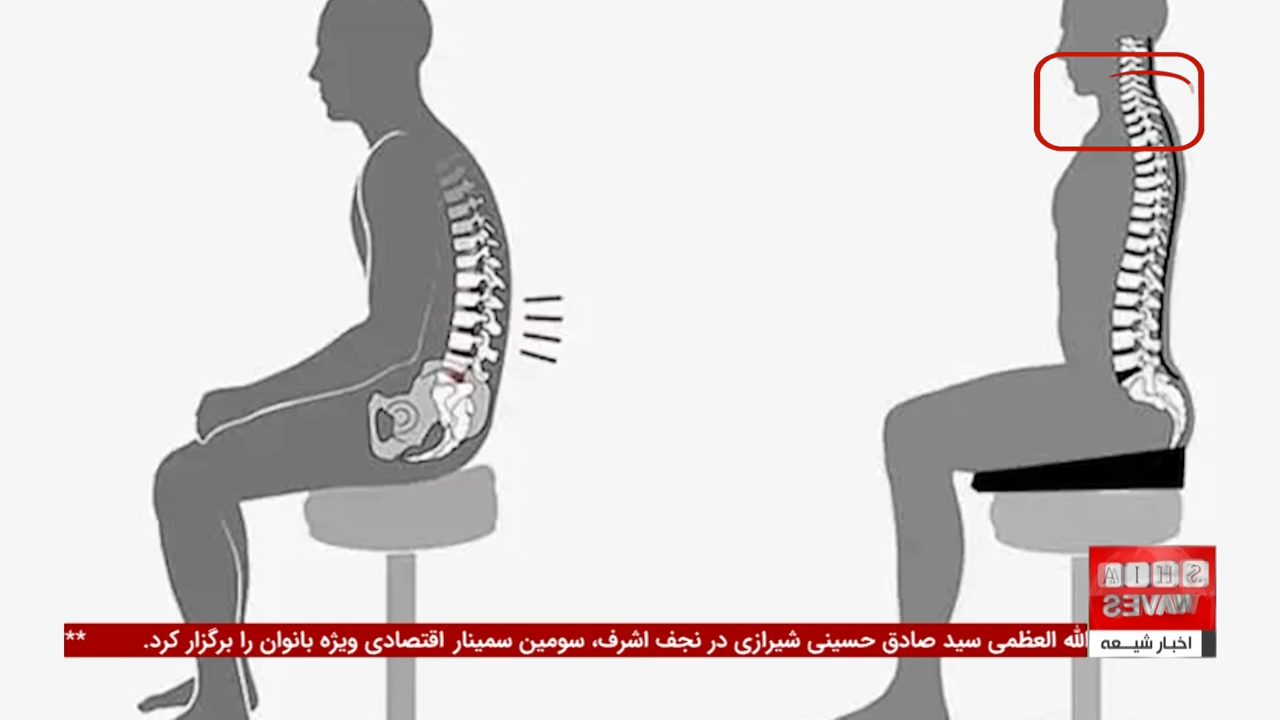 SHIA
WAVES
اخبار شیعه
الله العظمی سید صادق حسینی شیرازی در نجف اشرف، سومین سمینار اقتصادی ویژه بانوان را برگزار کرد. **